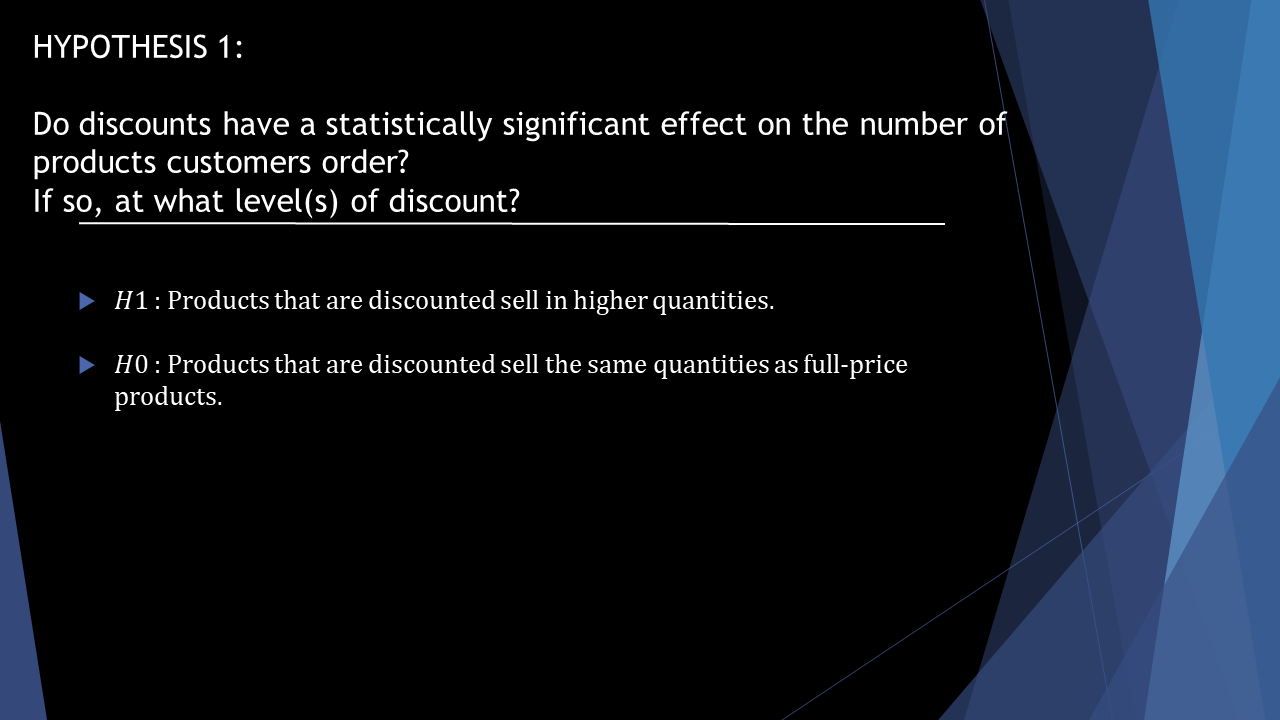 HYPOTHESIS 1:
Do discounts have a statistically significant effect on the number of
products customers order?
If so, at what level(s) of discount?
𝐻1 : Products that are discounted sell in higher quantities.
𝐻0 : Products that are discounted sell the same quantities as full-price
products.